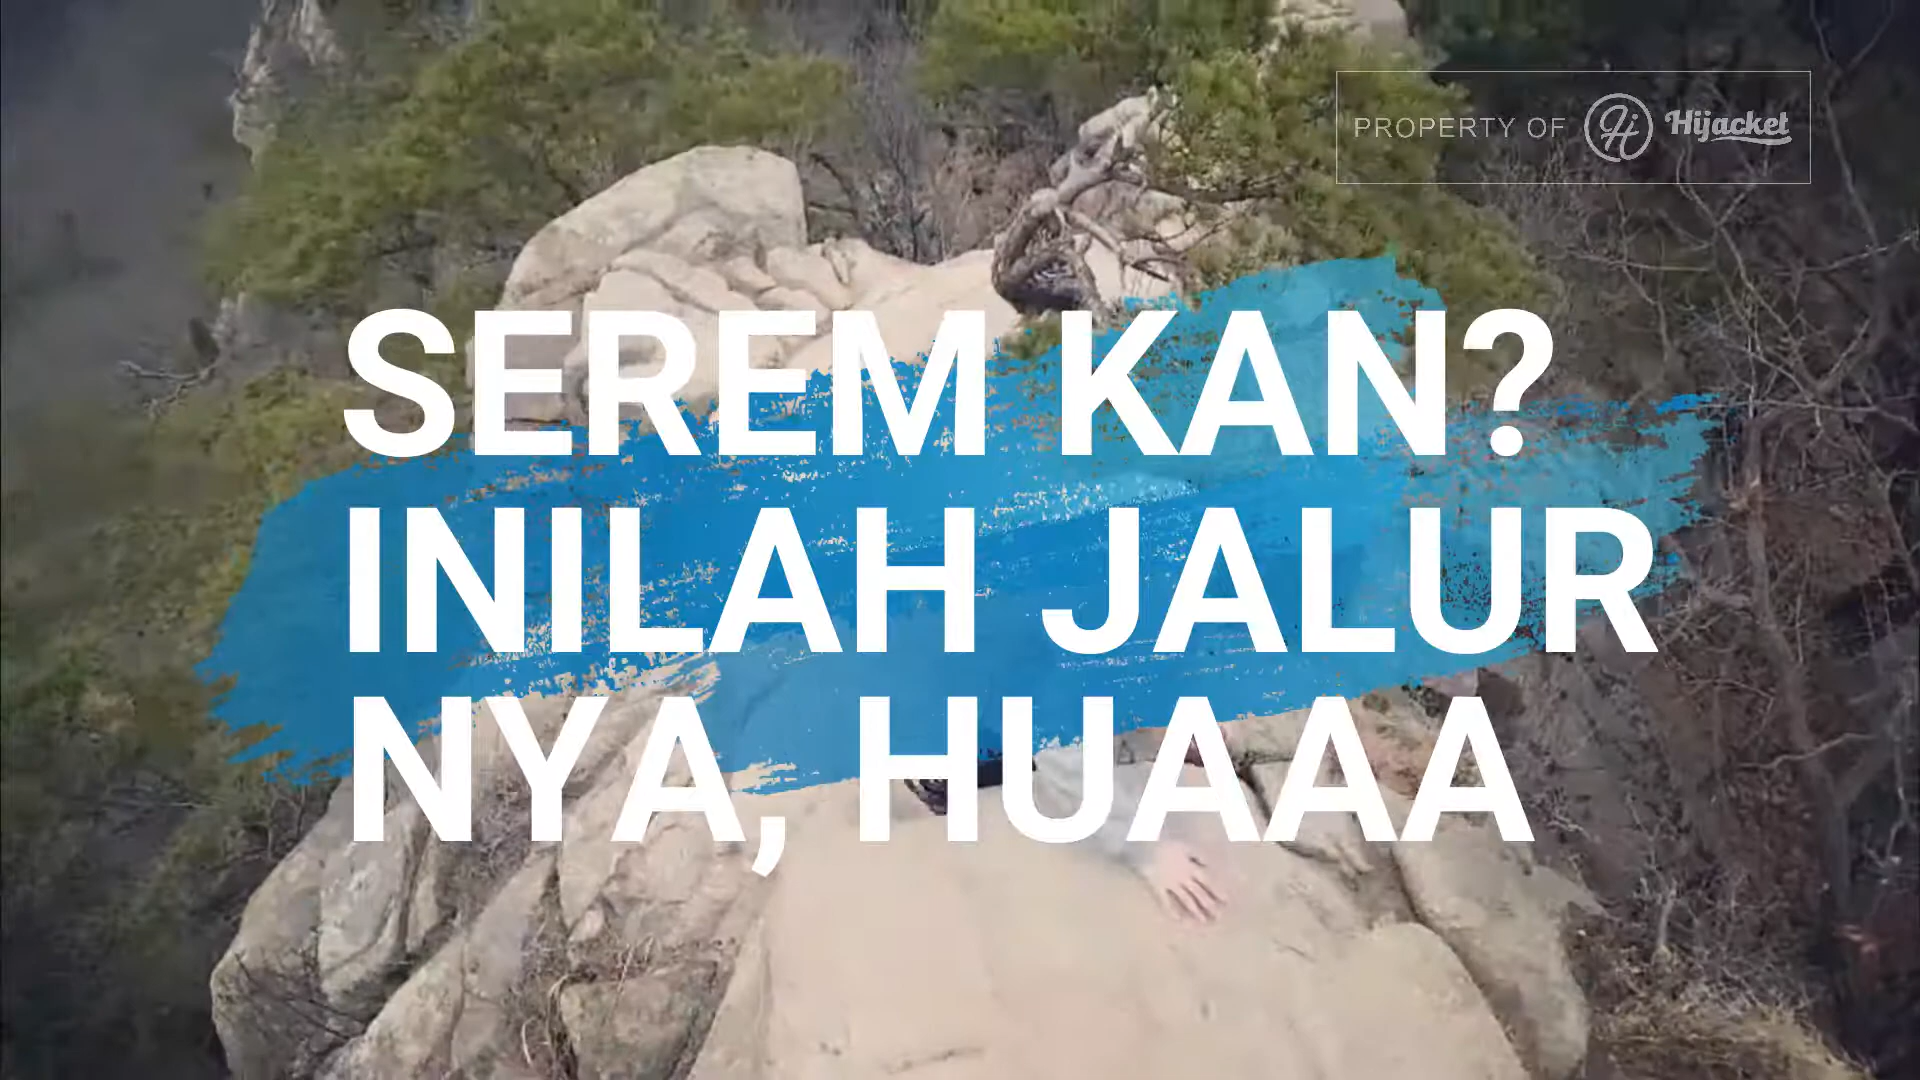 PROPERTY OF Hijacket
SEREM KAN?
INILAH JALUR
NYA, HUAAA